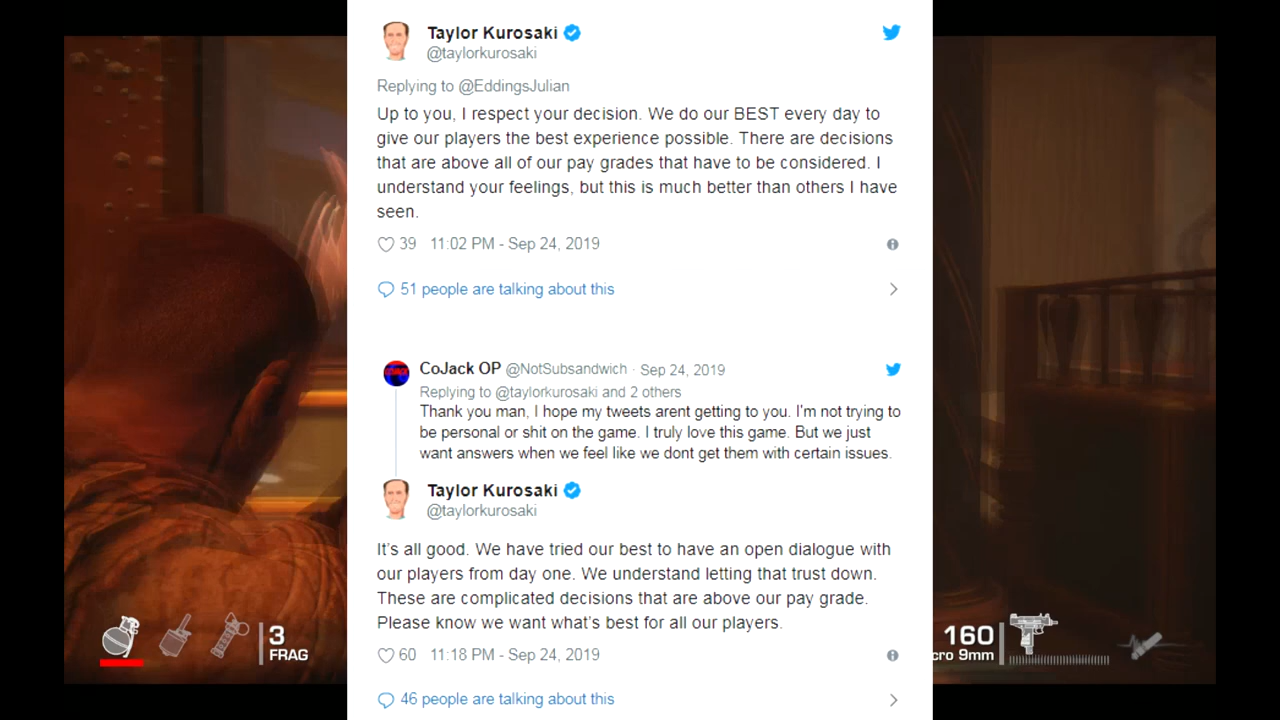 Taylor Kurosaki
@taylorkurosaki
Replying to @EddingsJulian
Up to you, I respect your decision. We do our BEST every day to
give our players the best experience possible. There are decisions
that are above all of our pay grades that have to be considered. I
understand your feelings, but this is much better than others I have
seen.
39 11:02 PM - Sep 24, 2019
51 people are talking about this
CoJack OP @NotSubsandwich · Sep 24, 2019
Replying to @taylorkurosaki and 2 others
Thank you man, I hope my tweets arent getting to you. I'm not trying to
be personal or shit on the game. I truly love this game. But we just
want answers when we feel like we dont get them with certain issues.
Taylor Kurosaki
@taylorkurosaki
It's all good. We have tried our best to have an open dialogue with
our players from day one. We understand letting that trust down.
These are complicated decisions that are above our pay grade.
Please know we want what's best for all our players.
60 11:18 PM - Sep 24, 2019
46 people are talking about this
3
FRAG
160
cro 9mm